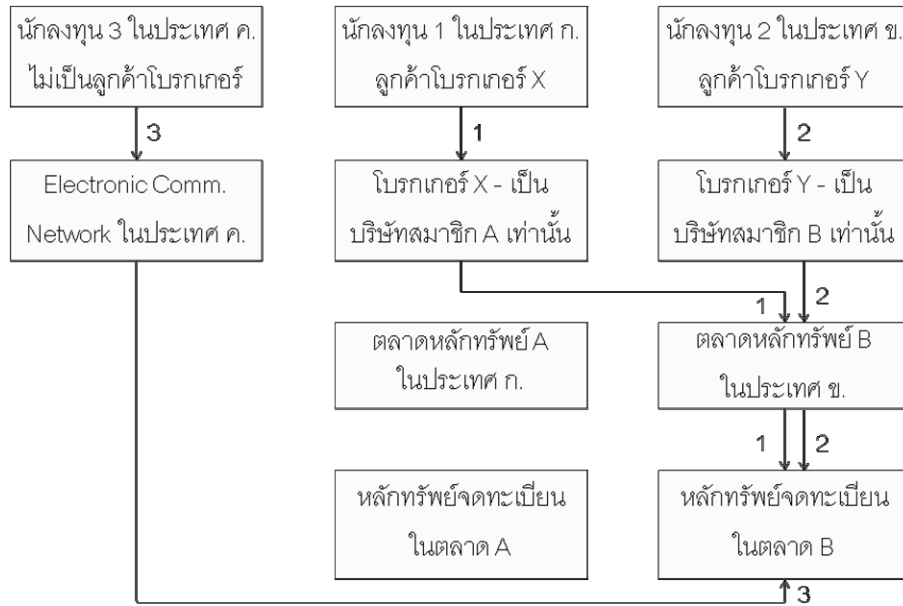 นักลงทุน 3 ในประเทศ ค.
ไม่เป็นลูกค้าโบรกเกอร์
นักลงทุน 1 ในประเทศ ก.
ลูกค้าโบรกเกอร์ X
นักลงทุน 2 ในประเทศ ข.
ลูกค้าโบรกเกอร์ Y
3
1
2
Electronic Comm.
Network ในประเทศ ค.
โบรกเกอร์ X - เป็น
บริษัทสมาชิก A เท่านั้น
โบรกเกอร์ Y - เป็น
บริษัทสมาชิก B เท่านั้น
1
2
ตลาดหลักทรัพย์ A
ในประเทศ ก.
ตลาดหลักทรัพย์ B
ในประเทศ ข.
1
2
หลักทรัพย์จดทะเบียน
ในตลาด A
หลักทรัพย์จดทะเบียน
ในตลาด B
3